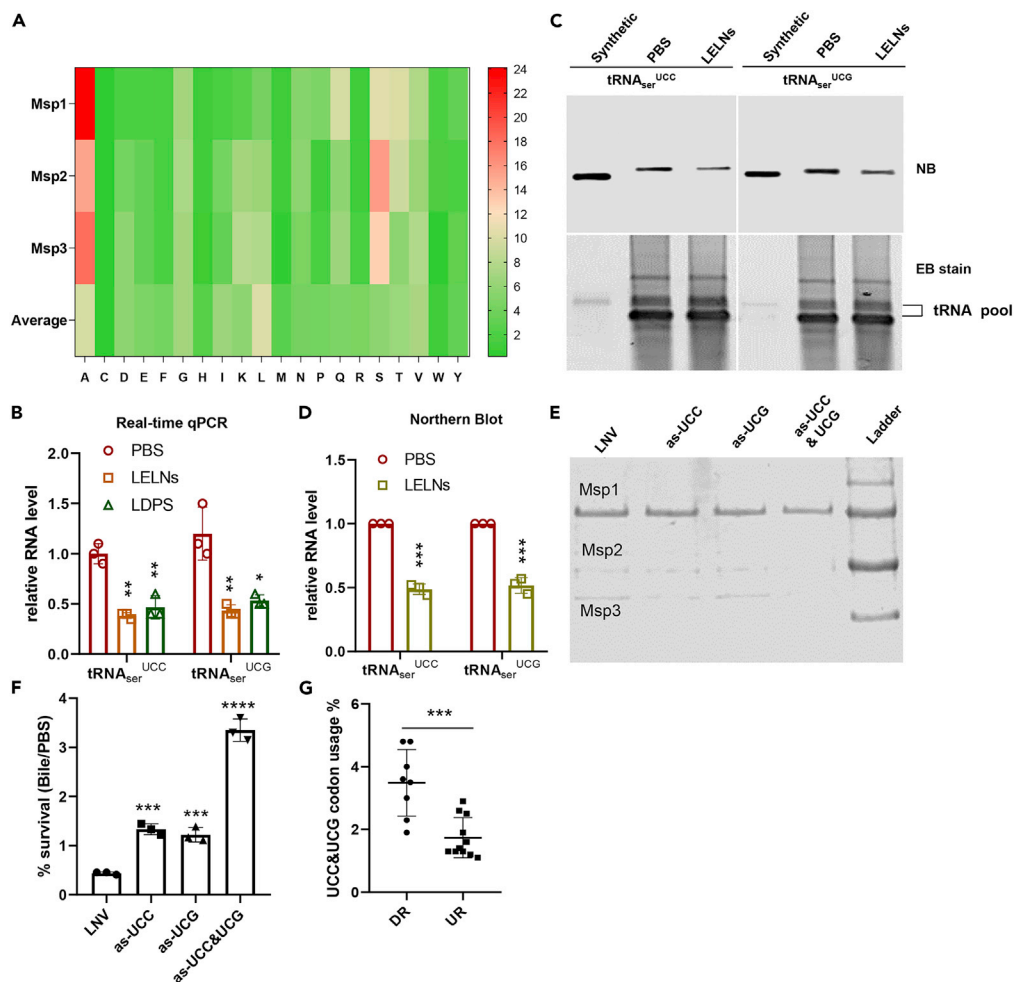 A
Msp1
Msp2
Msp3
Average
A C D E F G H I K L M N P Q R S T V W Y
24
22
20
18
16
14
12
10
8
6
4
2
C
Synthetic PBS LELNs Synthetic PBS LELNs
tRNAser UCC tRNAser UCG
NB
EB stain
tRNA pool
B
Real-time qPCR
PBS
LELNs
LDPS
relative RNA level
2.0
1.5
1.0
0.5
0.0
** ** ** *
tRNAser UCC tRNAser UCG
D
Northern Blot
PBS
LELNs
relative RNA level
1.5
1.0
0.5
0.0
*** ***
tRNAser UCC tRNAser UCG
E
LNV as-UCC as-UCG as-UCC & UCG Ladder
Msp1
Msp2
Msp3
F
% survival (Bile/PBS)
4
3
2
1
0
*** *** ****
LNV as-UCC as-UCG as-UCC&UCG
G
UCC&UCG codon usage %
6
4
2
0
***
DR UR